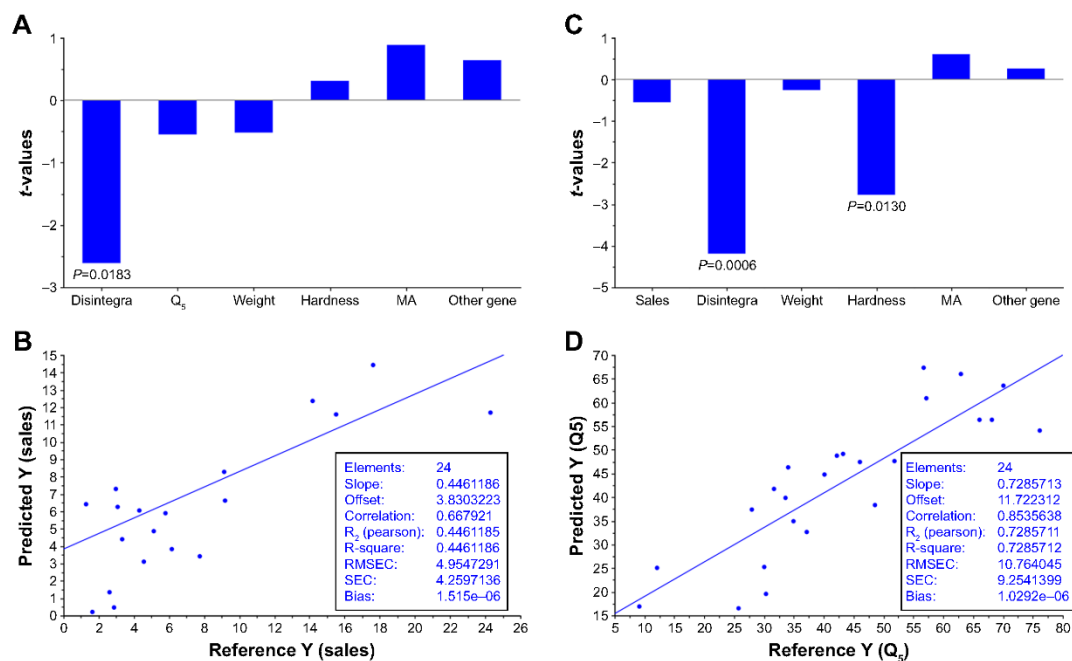 A
1
0
–1
–2
–3
t-values
P=0.0183
Disintegra Q5 Weight Hardness MA Other gene
C
1
0
–1
–2
–3
–4
–5
t-values
P=0.0006
P=0.0130
Sales Disintegra Weight Hardness MA Other gene
B
15
14
13
12
11
10
9
8
7
6
5
4
3
2
1
0
Predicted Y (sales)
Elements: 24
Slope: 0.4461186
Offset: 3.8303223
Correlation: 0.667921
R2 (pearson) 0.4461185
R-square: 0.4461186
RMSEC: 4.9547291
SEC: 4.2597136
Bias: 1.515e–06
0 2 4 6 8 10 12 14 16 18 20 22 24 26
Reference Y (sales)
D
70
65
60
55
50
45
40
35
30
25
20
15
Predicted Y (Q5)
Elements: 24
Slope: 0.7285713
Offset: 11.722312
Correlation: 0.8535638
R2 (pearson) 0.7285711
R-square: 0.7285712
RMSEC: 10.764045
SEC: 9.2541399
Bias: 1.0292e–06
5 10 15 20 25 30 35 40 45 50 55 60 65 70 75 80
Reference Y (Q5)